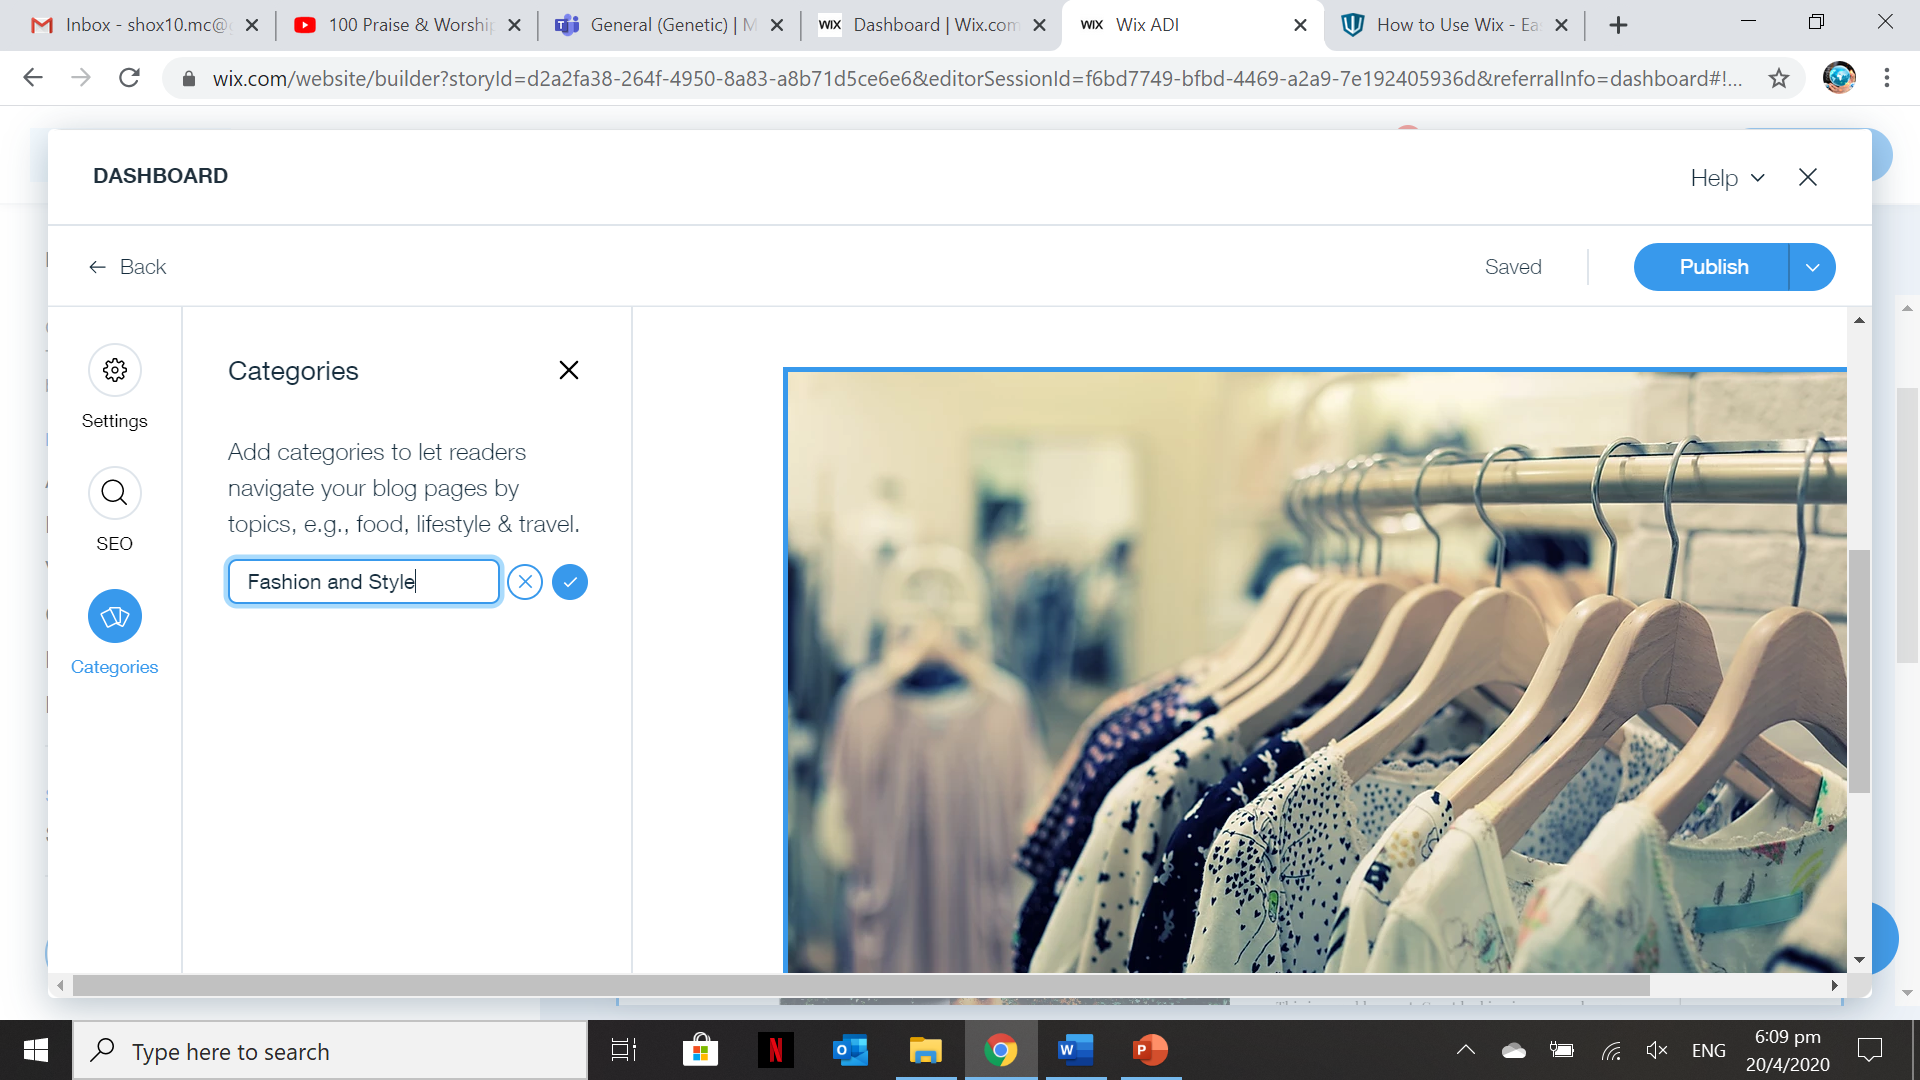 Inbox - shox10.mc@
100 Praise & Worship
General (Genetic) | M
WIX Dashboard | Wix.com
WIX Wix ADI
How to Use Wix - Ea
wix.com/website/builder?storyId=d2a2fa38-264f-4950-8a83-a8b71d5ce6e6&editorSessionId=f6bd7749-bfbd-4469-a2a9-7e192405936d&referralInfo=dashboard#!...
DASHBOARD
Help
Back
Saved
Publish
Settings
SEO
Categories
Categories
Add categories to let readers
navigate your blog pages by
topics, e.g., food, lifestyle & travel.
Fashion and Style
Type here to search
ENG
6:09 pm
20/4/2020